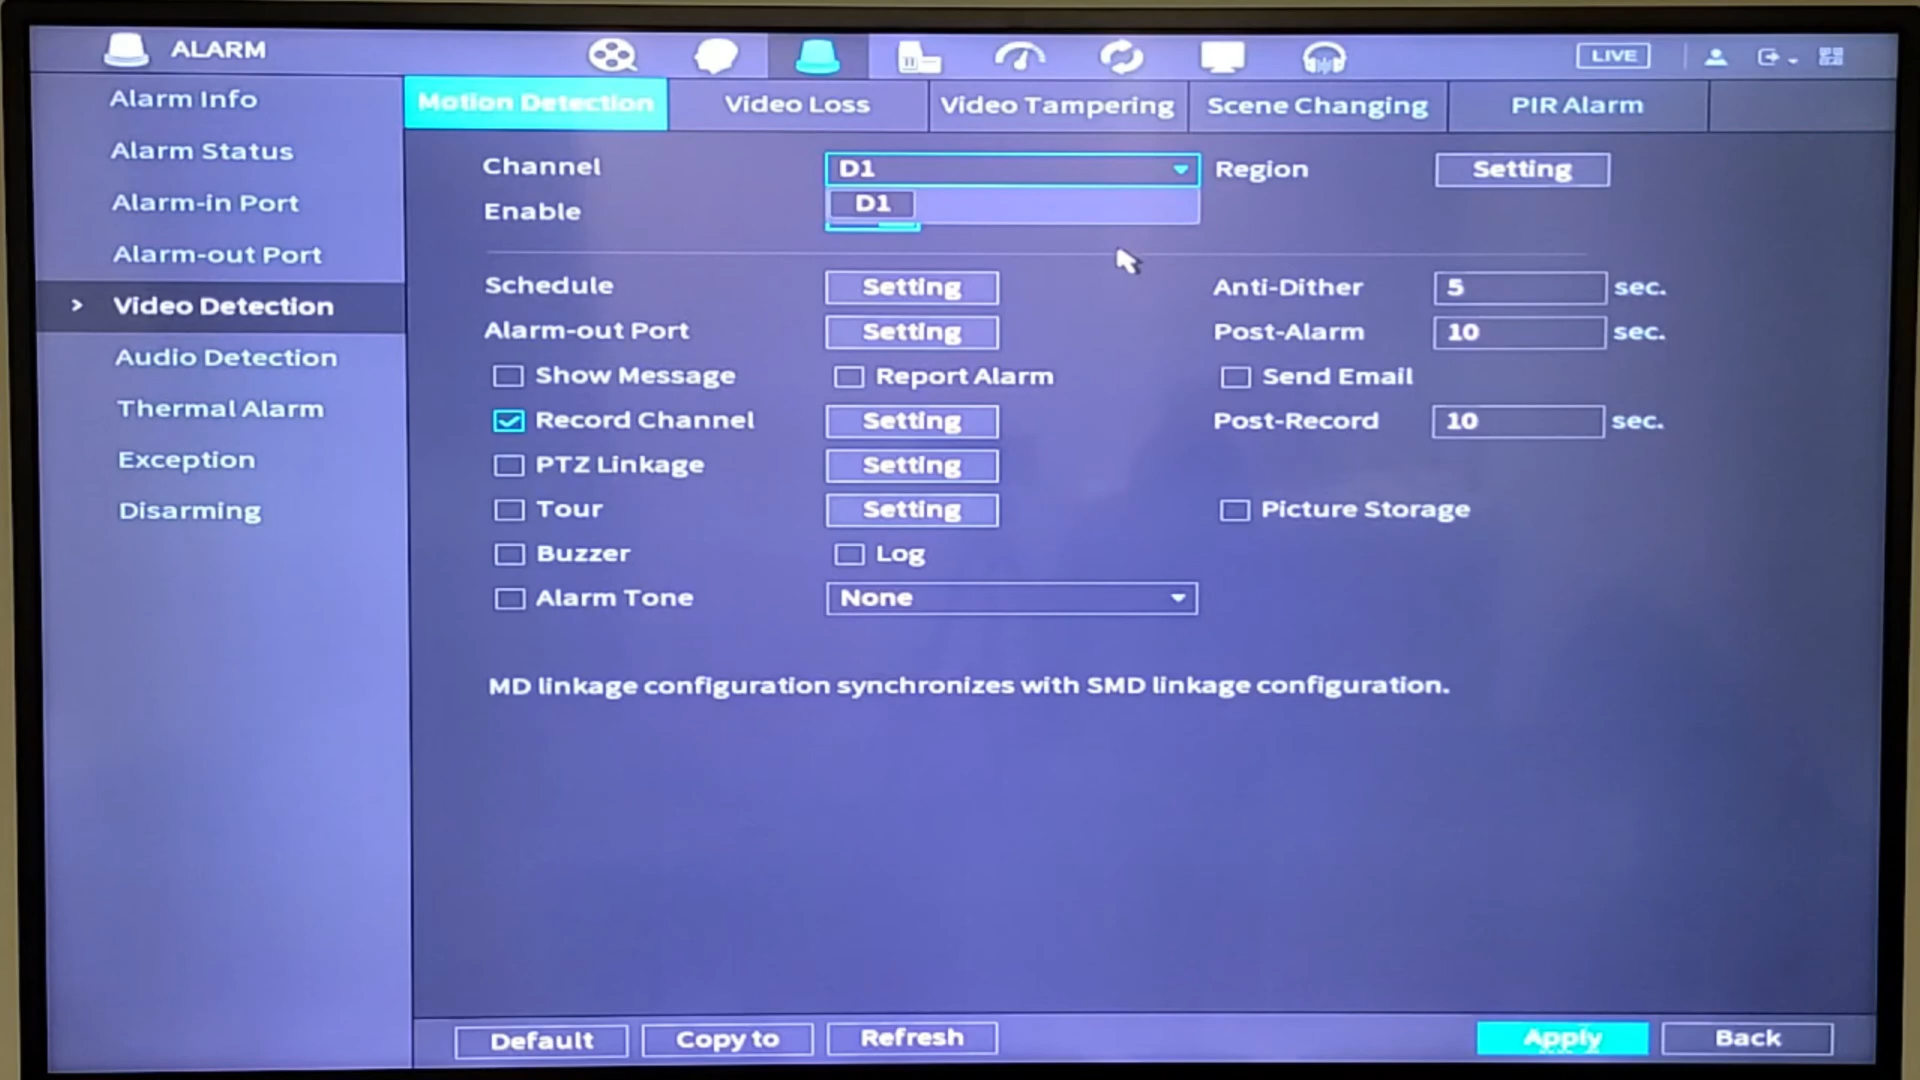 ALARM
LIVE
Alarm Info
Alarm Status
Alarm-in Port
Alarm-out Port
> Video Detection
Audio Detection
Thermal Alarm
Exception
Disarming
Motion Detection Video Loss Video Tampering Scene Changing PIR Alarm
Channel D1 Region Setting
D1
Enable
Schedule Setting Anti-Dither 5 sec.
Alarm-out Port Setting Post-Alarm 10 sec.
Show Message Report Alarm Send Email
Record Channel Setting Post-Record 10 sec.
PTZ Linkage Setting
Tour Setting Picture Storage
Buzzer Log
Alarm Tone None
MD linkage configuration synchronizes with SMD linkage configuration.
Default Copy to Refresh Apply Back